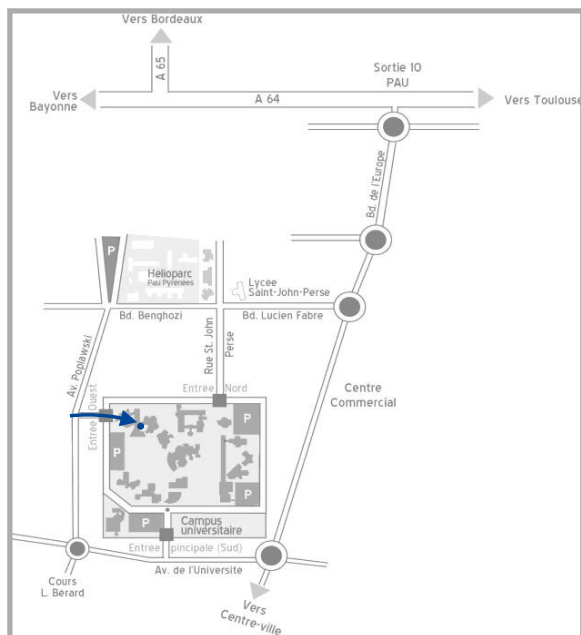 Vers Bordeaux
A 65
Sortie 10
PAU
Vers
Bayonne
A 64
Vers Toulouse
Bd. de l'Europe
P
Hélioparc
Pau Pyrénées
Lycée
Saint-John-Perse
Bd. Benghozi
Bd. Lucien Fabre
Rue St. John
Perse
Av. Poplawski
Centre
Commercial
Entrée Nord
Entrée Ouest
P
P
P
P
Campus
universitaire
Entrée pincipale (Sud)
Av. de l'Université
Cours
L. Bérard
Vers
Centre-ville